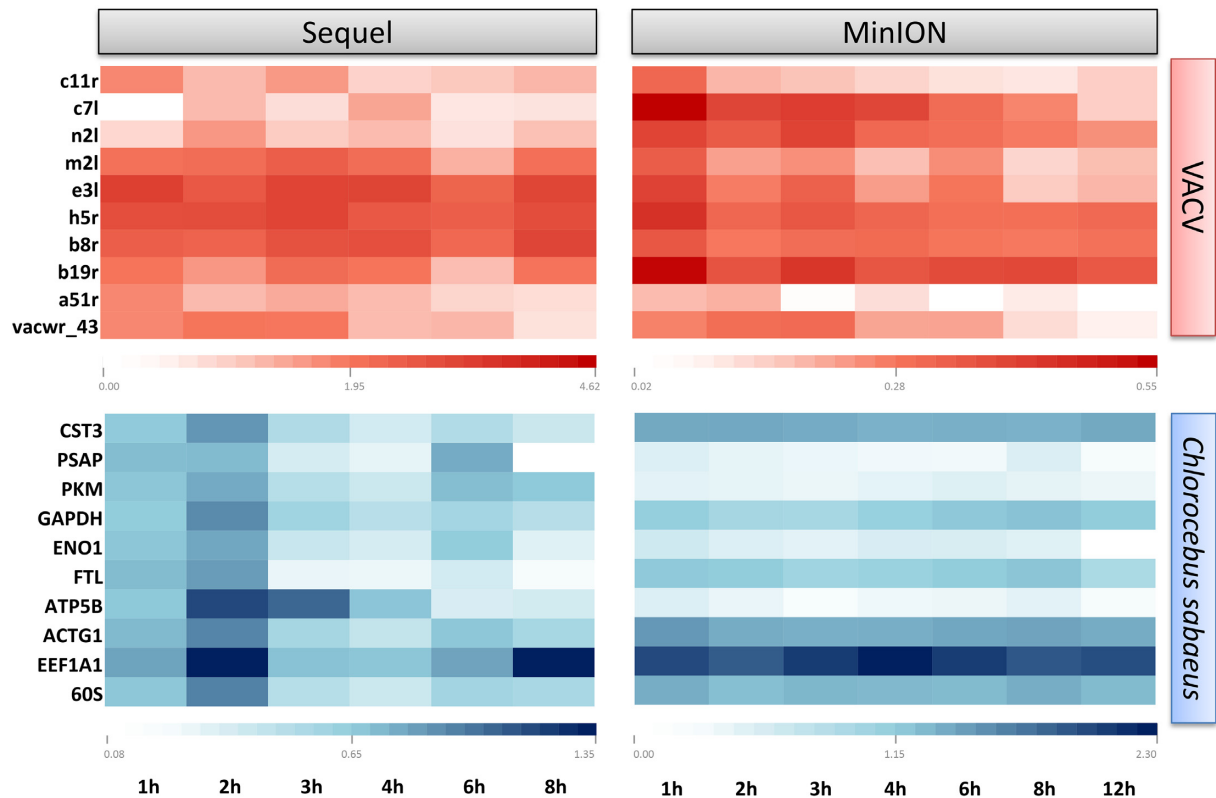 Sequel MinION
c11r
c7l
n2l
m2l
e3l
h5r
b8r
b19r
a51r
vacwr_43
VACV
0.00 1.95 4.62 0.02 0.28 0.55
CST3
PSAP
PKM
GAPDH
ENO1
FTL
ATP5B
ACTG1
EEF1A1
60S
Chlorocebus sabaeus
0.08 0.65 1.35 0.00 1.15 2.30
1h 2h 3h 4h 6h 8h 1h 2h 3h 4h 6h 8h 12h